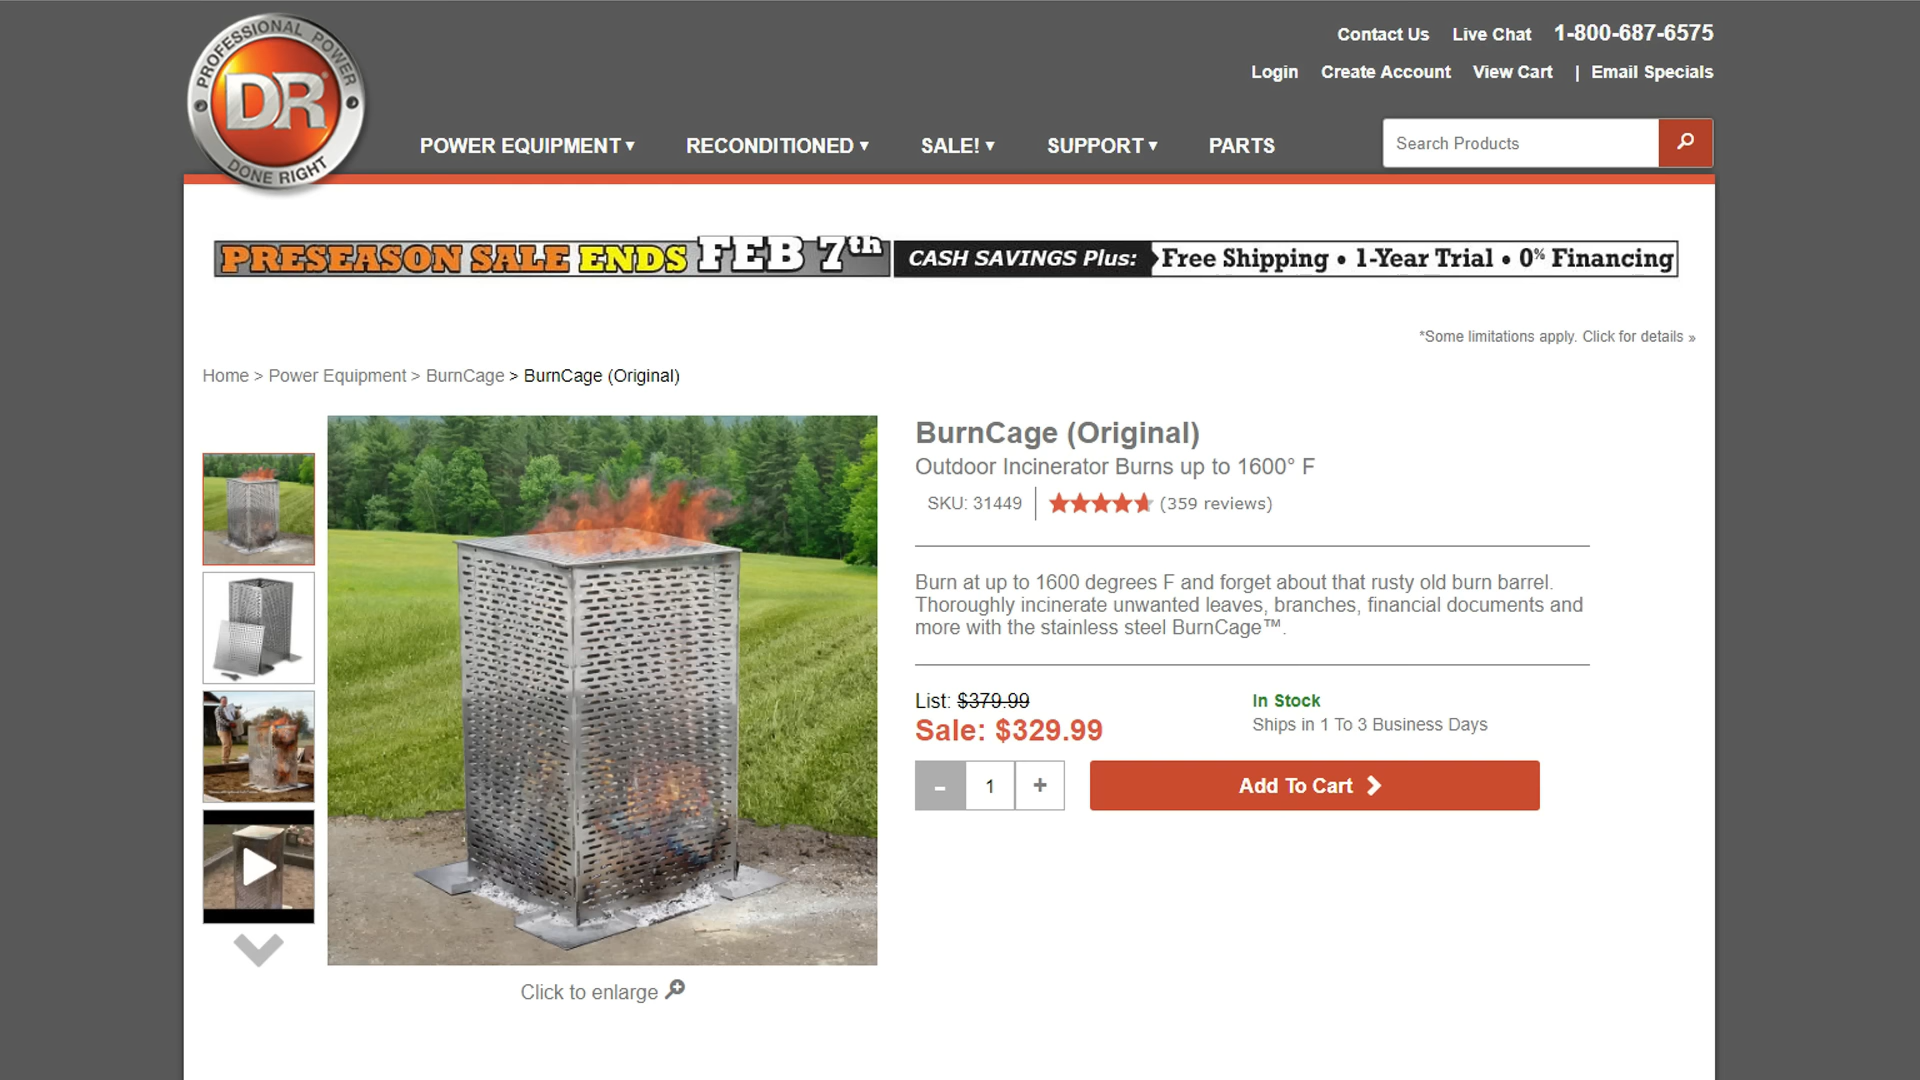 PROFESSIONAL POWER
DR
DONE RIGHT
Contact Us Live Chat 1-800-687-6575
Login Create Account View Cart | Email Specials
POWER EQUIPMENT ▾ RECONDITIONED ▾ SALE! ▾ SUPPORT ▾ PARTS
Search Products
PRESEASON SALE ENDS FEB 7th CASH SAVINGS Plus: Free Shipping • 1-Year Trial • 0% Financing
*Some limitations apply. Click for details »
Home > Power Equipment > BurnCage > BurnCage (Original)
BurnCage (Original)
Outdoor Incinerator Burns up to 1600° F
SKU: 31449 (359 reviews)
Burn at up to 1600 degrees F and forget about that rusty old burn barrel.
Thoroughly incinerate unwanted leaves, branches, financial documents and
more with the stainless steel BurnCage™.
List: $379.99
Sale: $329.99
In Stock
Ships in 1 To 3 Business Days
- 1 +
Add To Cart
Click to enlarge